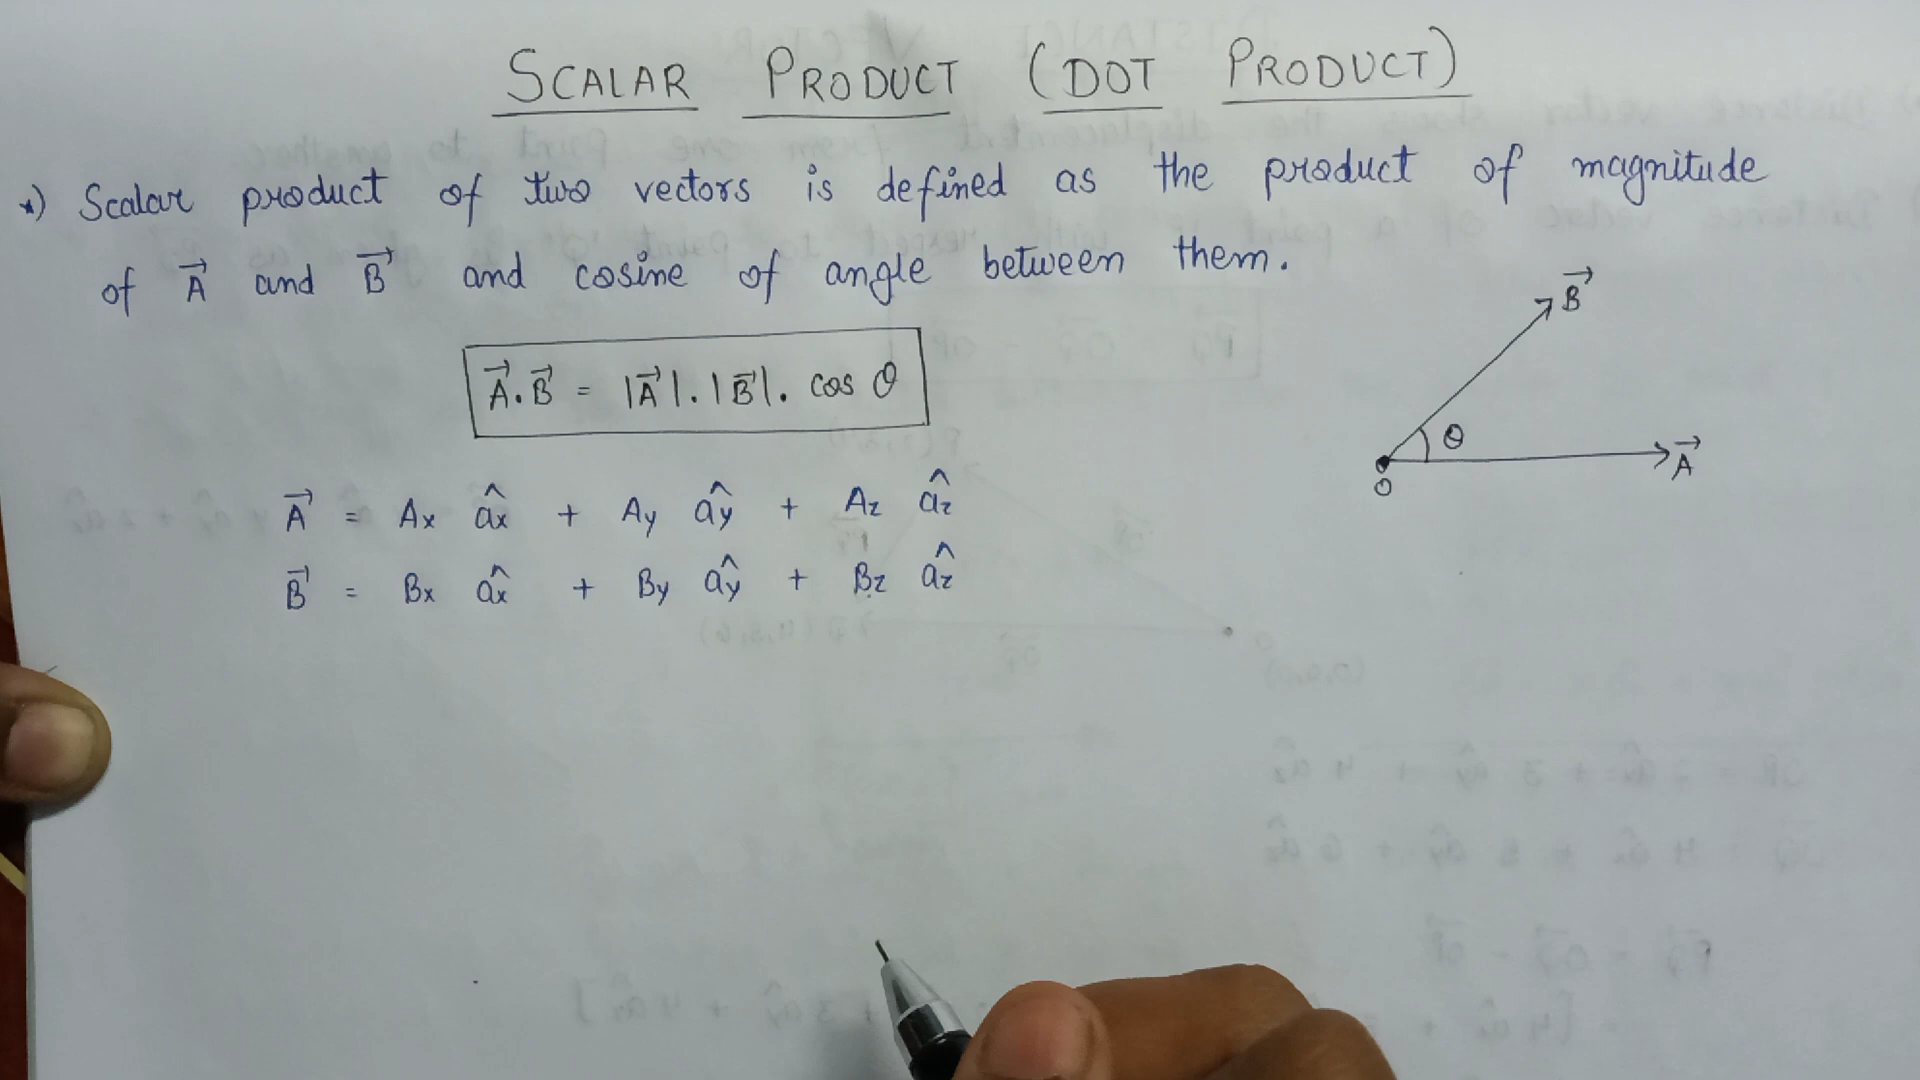 SCALAR PRODUCT (DOT PRODUCT)
*) Scalar product of two vectors is defined as the product of magnitude
of A⃗ and B⃗ and cosine of angle between them.
A⃗.B⃗ = |A⃗|.|B⃗|. cos θ
B⃗
θ
A⃗
O
A⃗ = Ax âx + Ay ây + Az âz
B⃗ = Bx âx + By ây + Bz âz